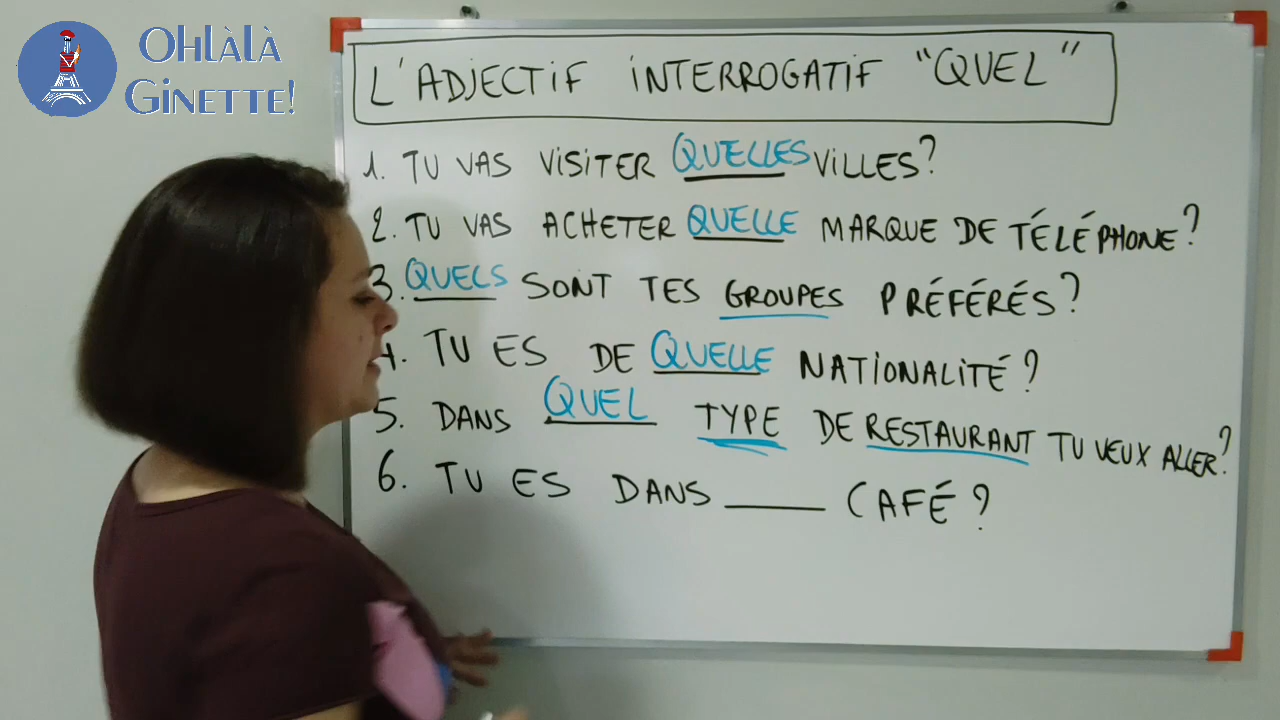 OHLÀLÀ
GINETTE!
L'ADJECTIF INTERROGATIF "QUEL"
1. TU VAS VISITER QUELLES VILLES?
2. TU VAS ACHETER QUELLE MARQUE DE TÉLÉPHONE?
3. QUELS SONT TES GROUPES PRÉFÉRÉS?
4. TU ES DE QUELLE NATIONALITÉ?
5. DANS QUEL TYPE DE RESTAURANT TU VEUX ALLER?
6. TU ES DANS _____ CAFÉ?